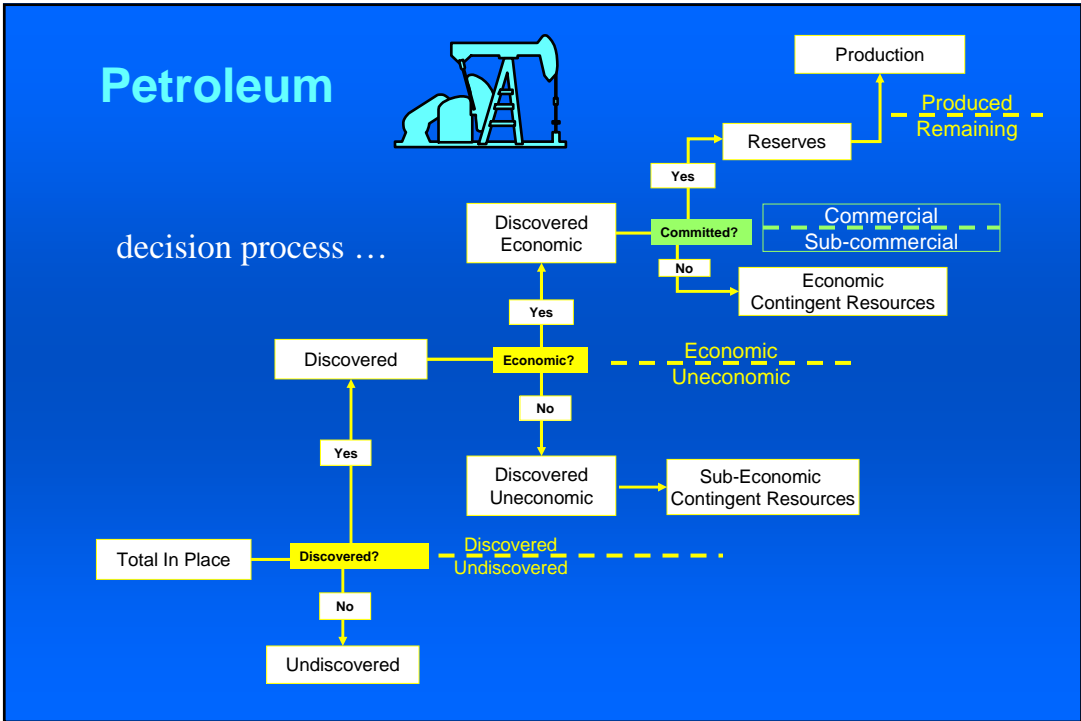 Petroleum
Production
Produced
Remaining
Reserves
Yes
Discovered
Economic
Committed?
Commercial
Sub-commercial
decision process …
No
Economic
Contingent Resources
Yes
Discovered
Economic?
Economic
Uneconomic
No
Yes
Discovered
Uneconomic
Sub-Economic
Contingent Resources
Total In Place
Discovered?
Discovered
Undiscovered
No
Undiscovered